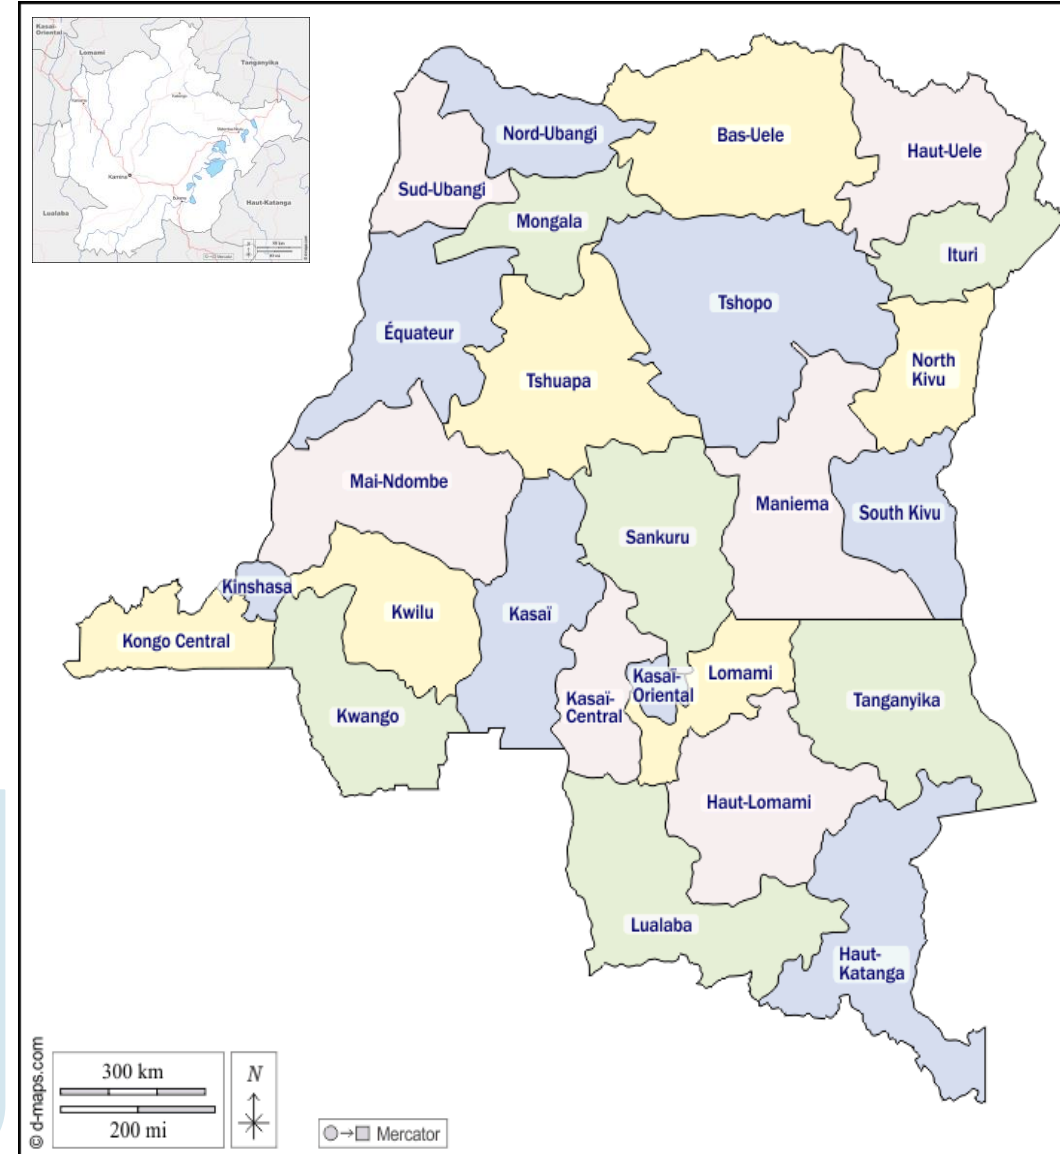 Kasaï-
Oriental
Lomami
Tanganyika
Kamina
Lualaba
Haut-Katanga
Nord-Ubangi
Bas-Uele
Haut-Uele
Sud-Ubangi
Mongala
Ituri
Tshopo
Équateur
North
Kivu
Tshuapa
Mai-Ndombe
Maniema
South Kivu
Sankuru
Kinshasa
Kwilu
Kasaï
Kongo Central
Lomami
Kasaï-
Oriental
Tanganyika
Kasaï-
Central
Kwango
Haut-Lomami
Lualaba
Haut-
Katanga
© d-maps.com
300 km
200 mi
N
Mercator